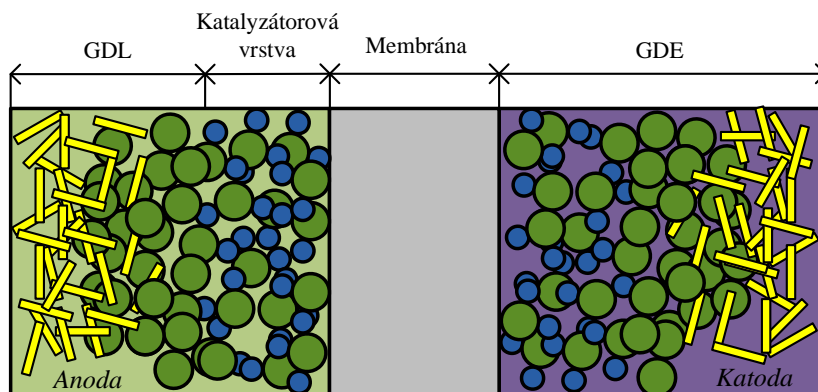 GDL
Katalyzátorová
vrstva
Membrána
GDE
Anoda
Katoda